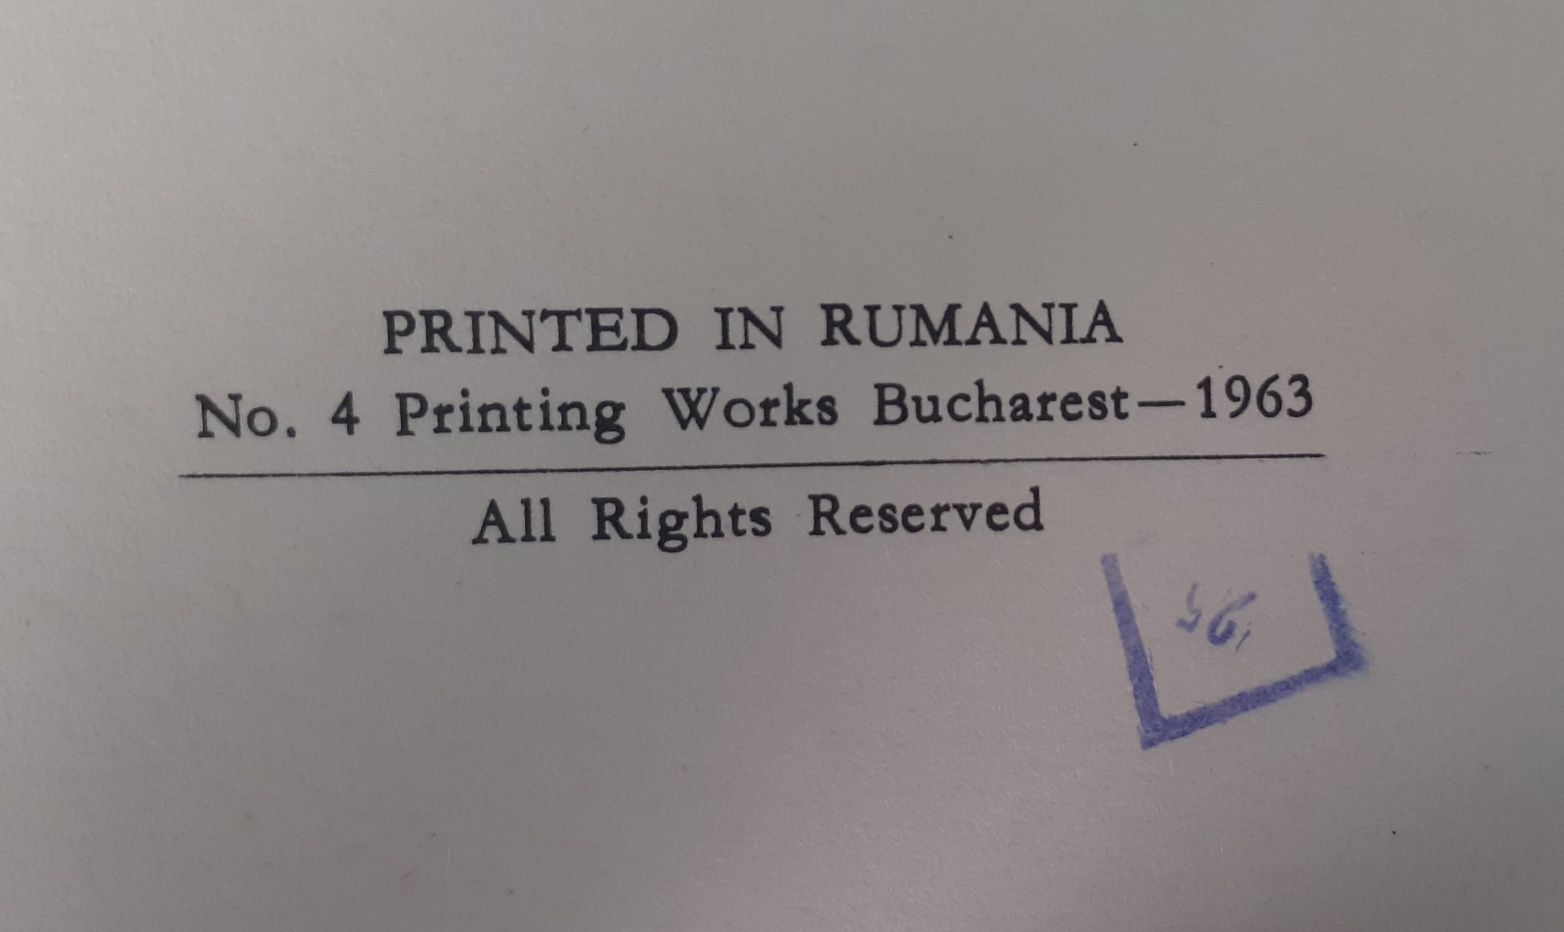 PRINTED IN RUMANIA
No. 4 Printing Works Bucharest—1963
All Rights Reserved